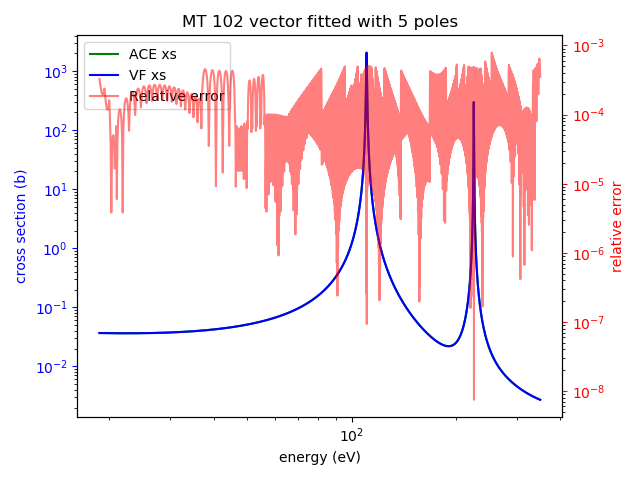 MT 102 vector fitted with 5 poles
ACE xs
VF xs
Relative error
10³
10²
10¹
10⁰
10⁻¹
10⁻²
cross section (b)
10⁻³
10⁻⁴
10⁻⁵
10⁻⁶
10⁻⁷
10⁻⁸
relative error
10²
energy (eV)